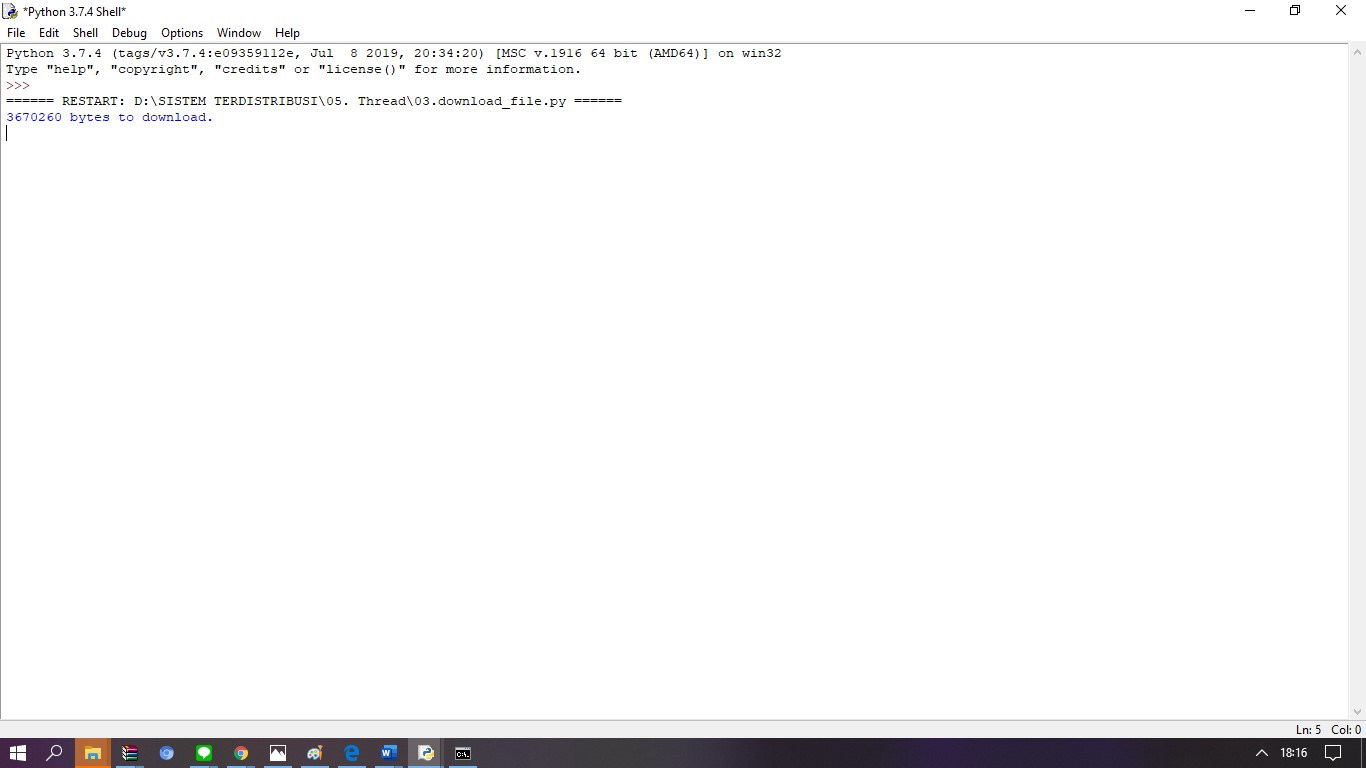 *Python 3.7.4 Shell*
File Edit Shell Debug Options Window Help
Python 3.7.4 (tags/v3.7.4:e09359112e, Jul  8 2019, 20:34:20) [MSC v.1916 64 bit (AMD64)] on win32
Type "help", "copyright", "credits" or "license()" for more information.
>>>
====== RESTART: D:\SISTEM TERDISTRIBUSI\05. Thread\03.download_file.py ======
3670260 bytes to download.
Ln: 5 Col: 0
18:16